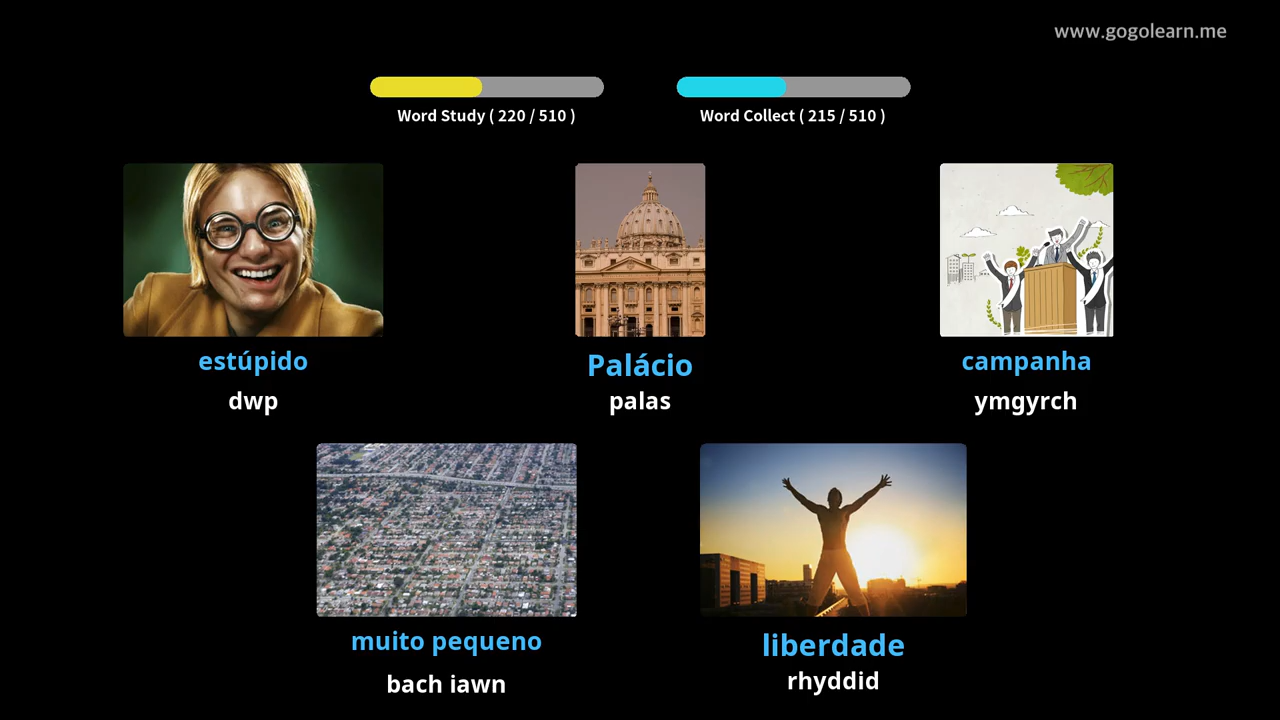 www.gogolearn.me
Word Study ( 220 / 510 )
Word Collect ( 215 / 510 )
estúpido
dwp
Palácio
palas
campanha
ymgyrch
muito pequeno
bach iawn
liberdade
rhyddid